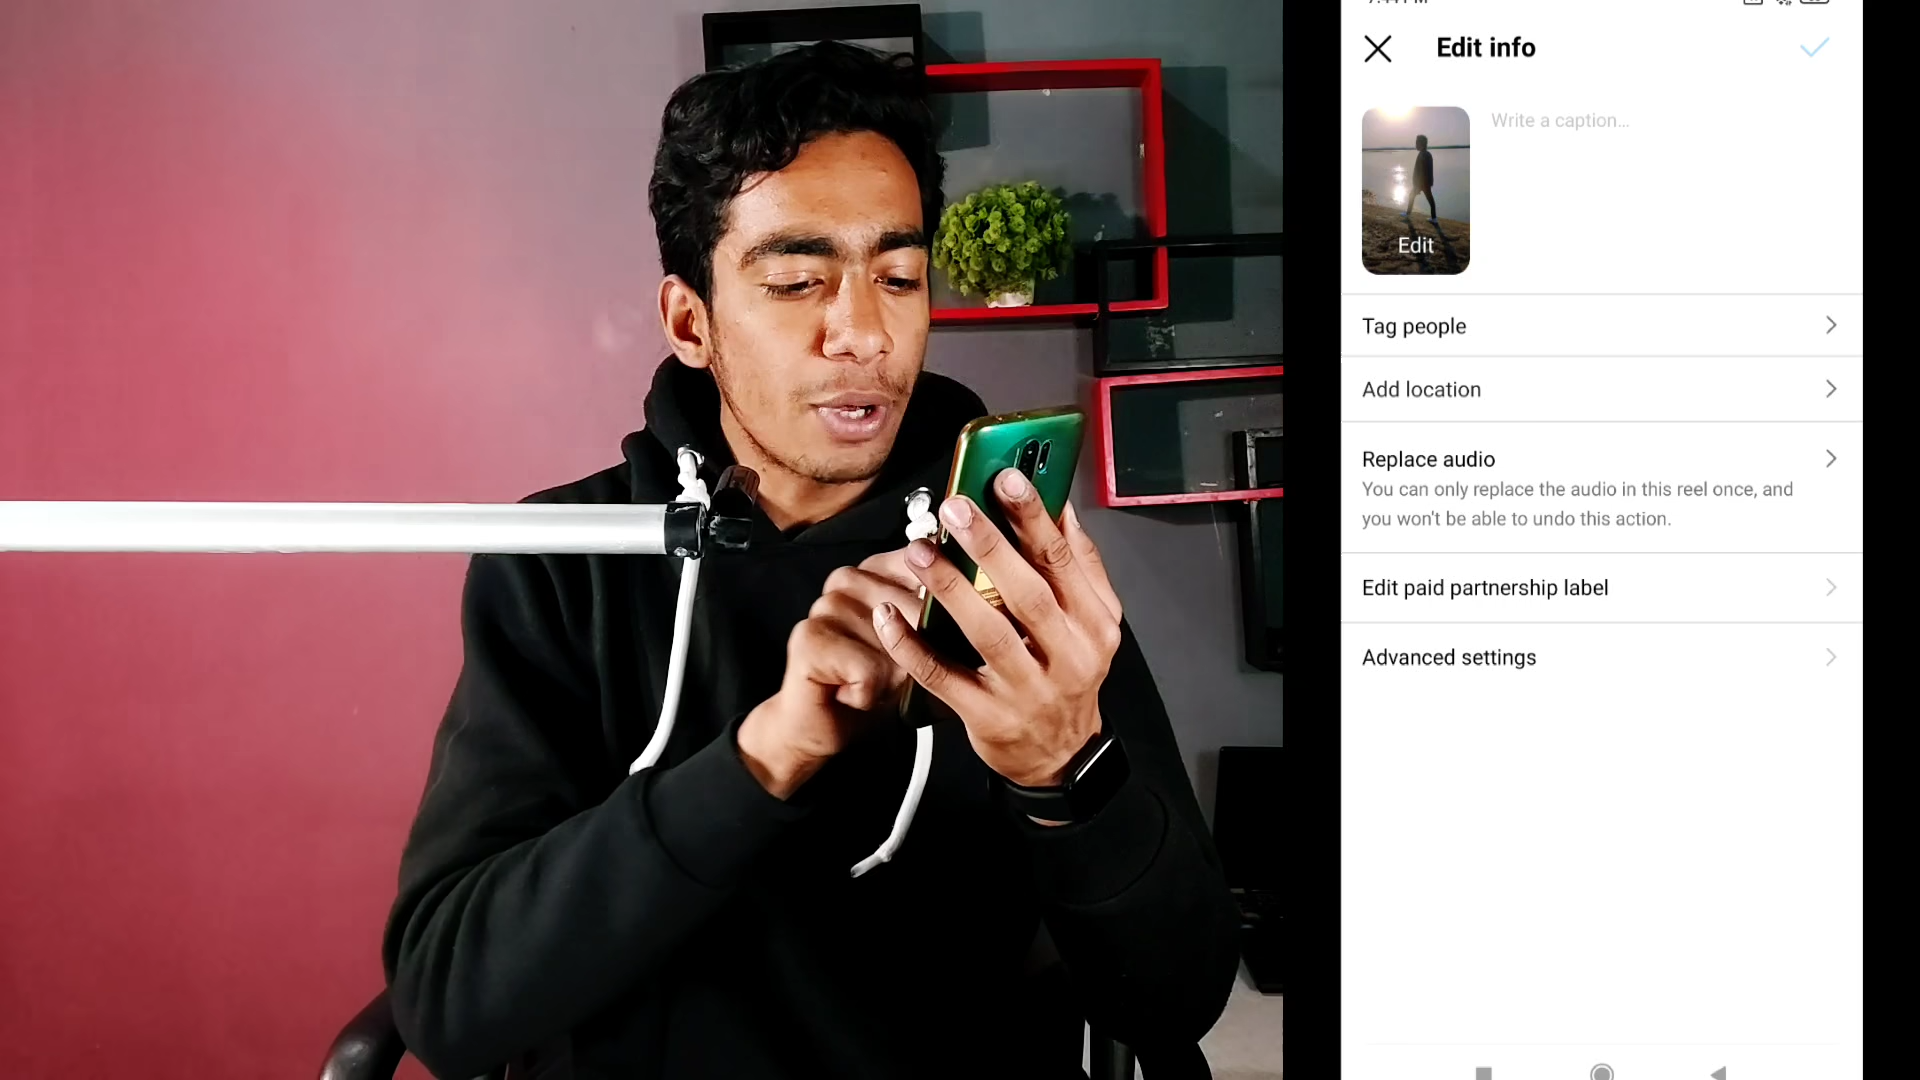 Edit info
Write a caption...
Edit
Tag people
Add location
Replace audio
You can only replace the audio in this reel once, and
you won't be able to undo this action.
Edit paid partnership label
Advanced settings